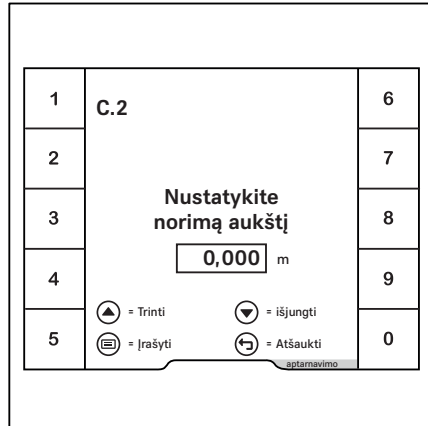 1
6
C.2
2
7
Nustatykite
norimą aukštį
3
8
0,000 m
4
9
= Trinti
= išjungti
5
0
= Įrašyti
= Atšaukti
aptarnavimo